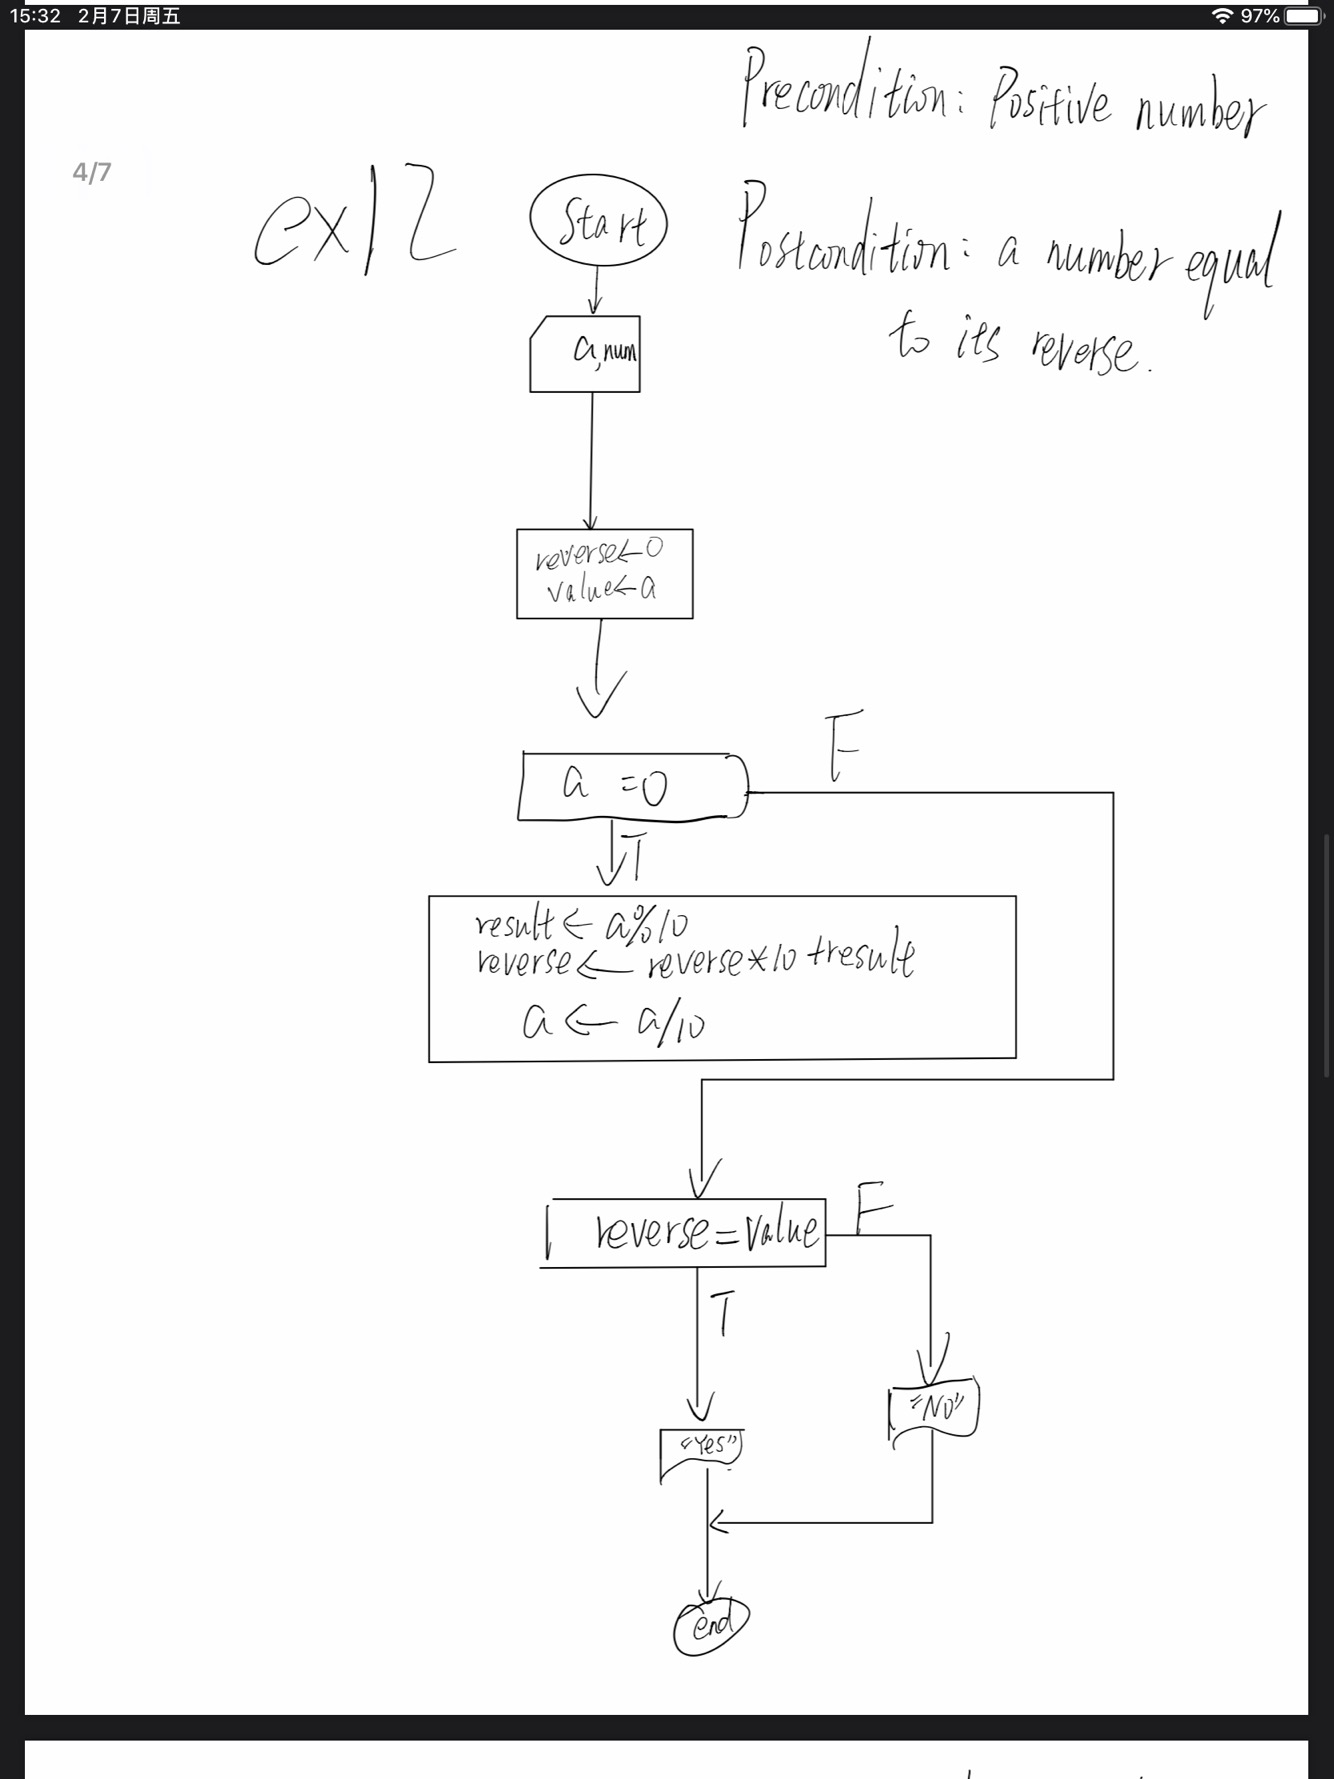 15:32 2月7日周五
97%
Precondition: Positive number
4/7
ex12
Start
Postcondition: a number equal
to its reverse.
a,num
reverse←0
value←a
a =0
F
T
result ← a%10
reverse ← reverse*10+result
a ← a/10
reverse=value
F
T
"No"
"Yes"
end